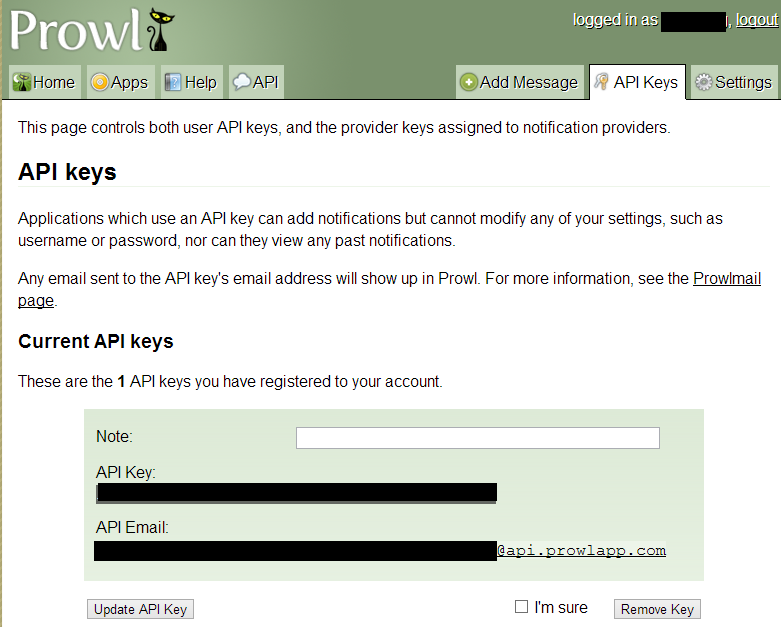 Prowl
logged in as , logout
Home Apps Help API Add Message API Keys Settings
This page controls both user API keys, and the provider keys assigned to notification providers.
API keys
Applications which use an API key can add notifications but cannot modify any of your settings, such as
username or password, nor can they view any past notifications.
Any email sent to the API key's email address will show up in Prowl. For more information, see the Prowlmail
page.
Current API keys
These are the 1 API keys you have registered to your account.
Note:
API Key:
API Email:
@api.prowlapp.com
Update API Key I'm sure Remove Key